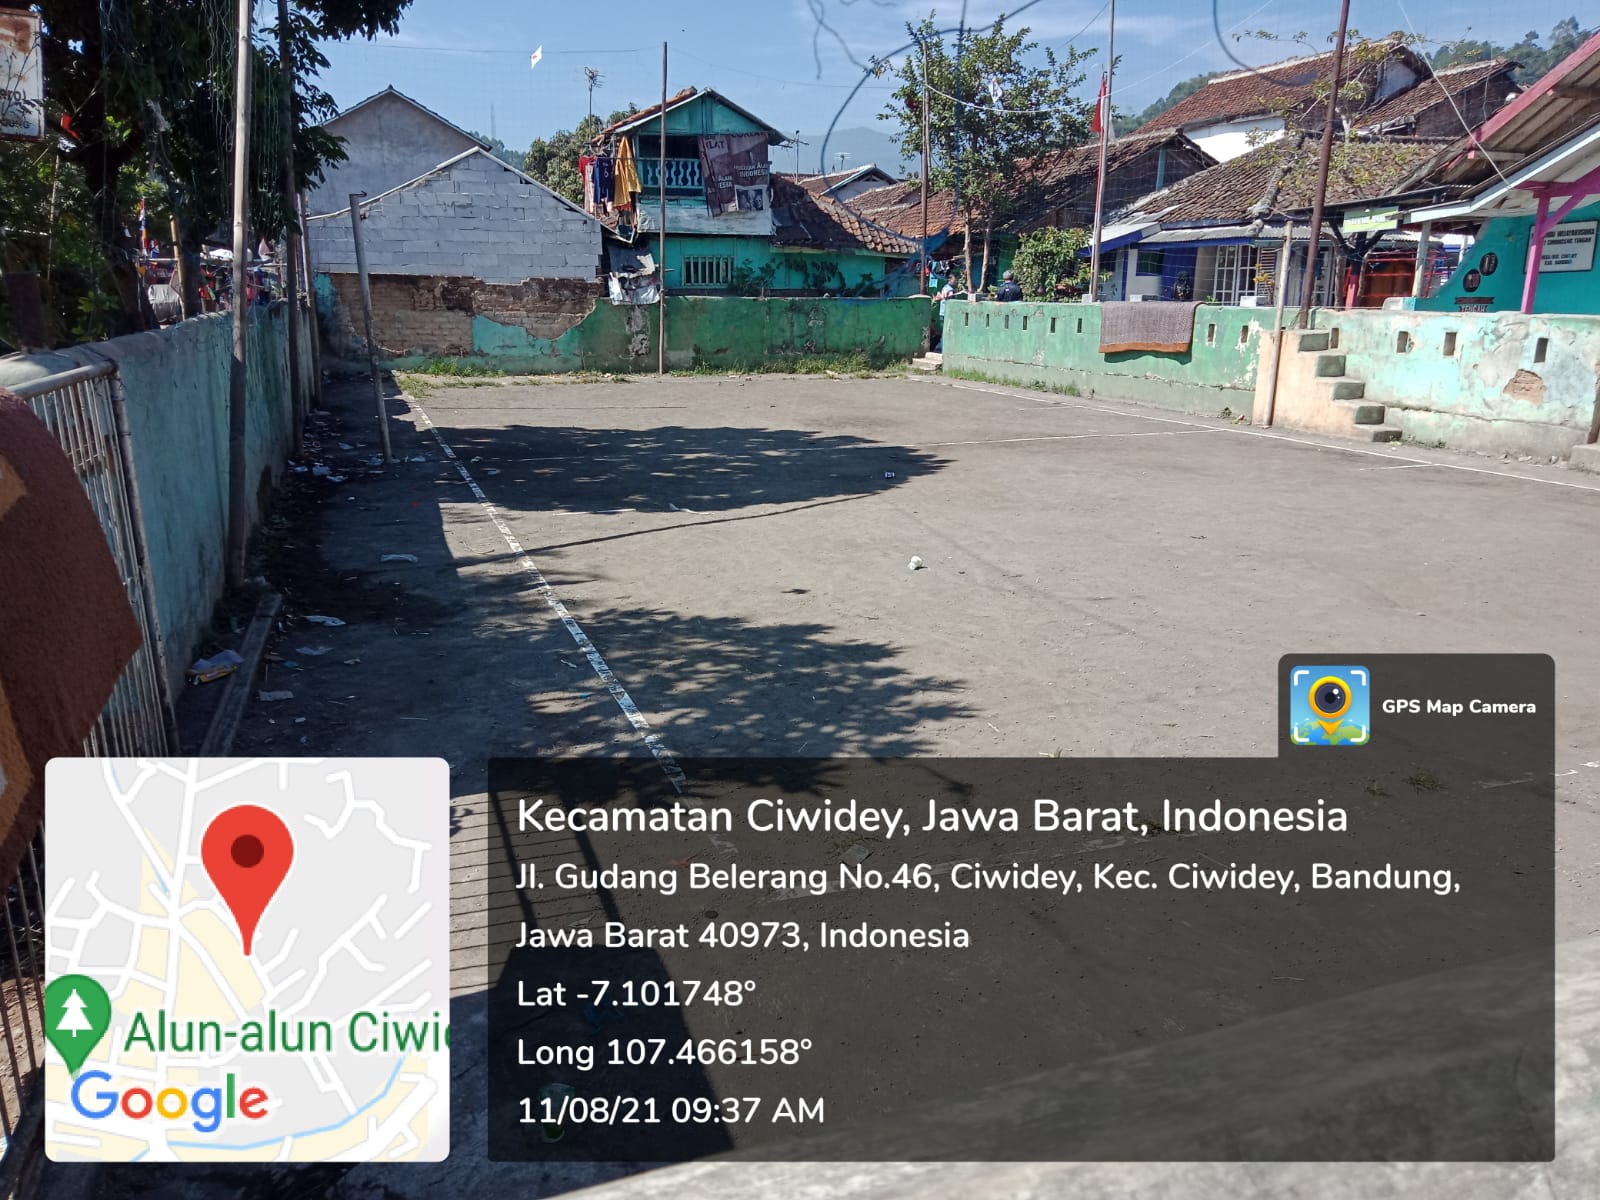 GPS Map Camera
Kecamatan Ciwidey, Jawa Barat, Indonesia
Jl. Gudang Belerang No.46, Ciwidey, Kec. Ciwidey, Bandung,
Jawa Barat 40973, Indonesia
Lat -7.101748°
Long 107.466158°
11/08/21 09:37 AM
Alun-alun Ciwi
Google
INDONESIA